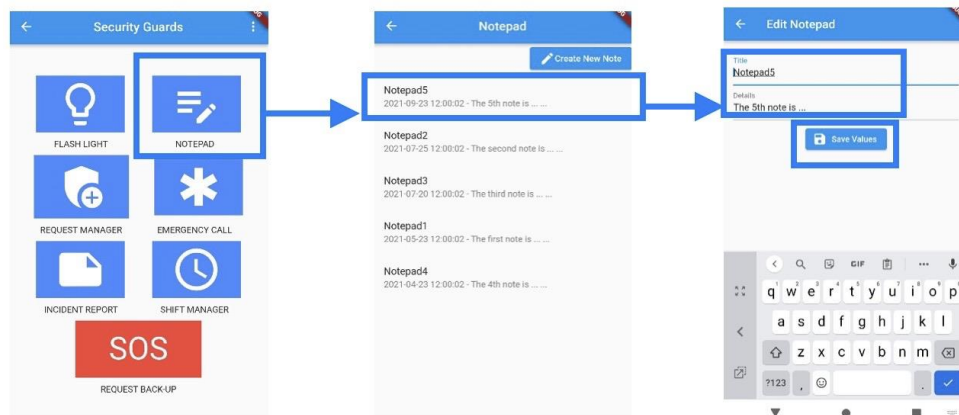 Security Guards
FLASH LIGHT
NOTEPAD
REQUEST MANAGER
EMERGENCY CALL
INCIDENT REPORT
SHIFT MANAGER
SOS
REQUEST BACK-UP
Notepad
Create New Note
Notepad5
2021-09-23 12:00:02 - The 5th note is ... ...
Notepad2
2021-07-25 12:00:02 - The second note is ... ...
Notepad3
2021-07-20 12:00:02 - The third note is ... ...
Notepad1
2021-05-23 12:00:02 - The first note is ... ...
Notepad4
2021-04-23 12:00:02 - The 4th note is ... ...
Edit Notepad
Title
Notepad5
Details
The 5th note is ...
Save Values
GIF
q w e r t y u i o p
a s d f g h j k l
z x c v b n m
?123 , .